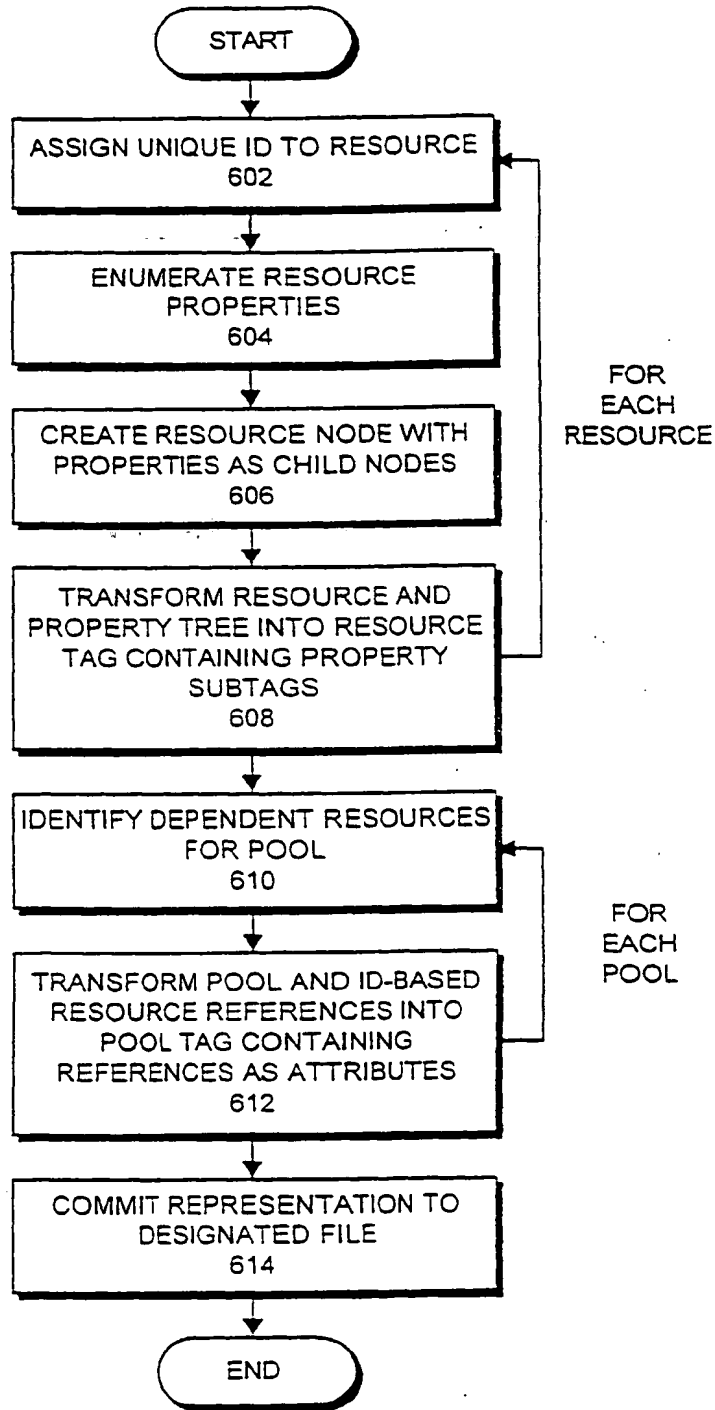 START
ASSIGN UNIQUE ID TO RESOURCE
602
ENUMERATE RESOURCE
PROPERTIES
604
CREATE RESOURCE NODE WITH
PROPERTIES AS CHILD NODES
606
TRANSFORM RESOURCE AND
PROPERTY TREE INTO RESOURCE
TAG CONTAINING PROPERTY
SUBTAGS
608
FOR
EACH
RESOURCE
IDENTIFY DEPENDENT RESOURCES
FOR POOL
610
TRANSFORM POOL AND ID-BASED
RESOURCE REFERENCES INTO
POOL TAG CONTAINING
REFERENCES AS ATTRIBUTES
612
FOR
EACH
POOL
COMMIT REPRESENTATION TO
DESIGNATED FILE
614
END